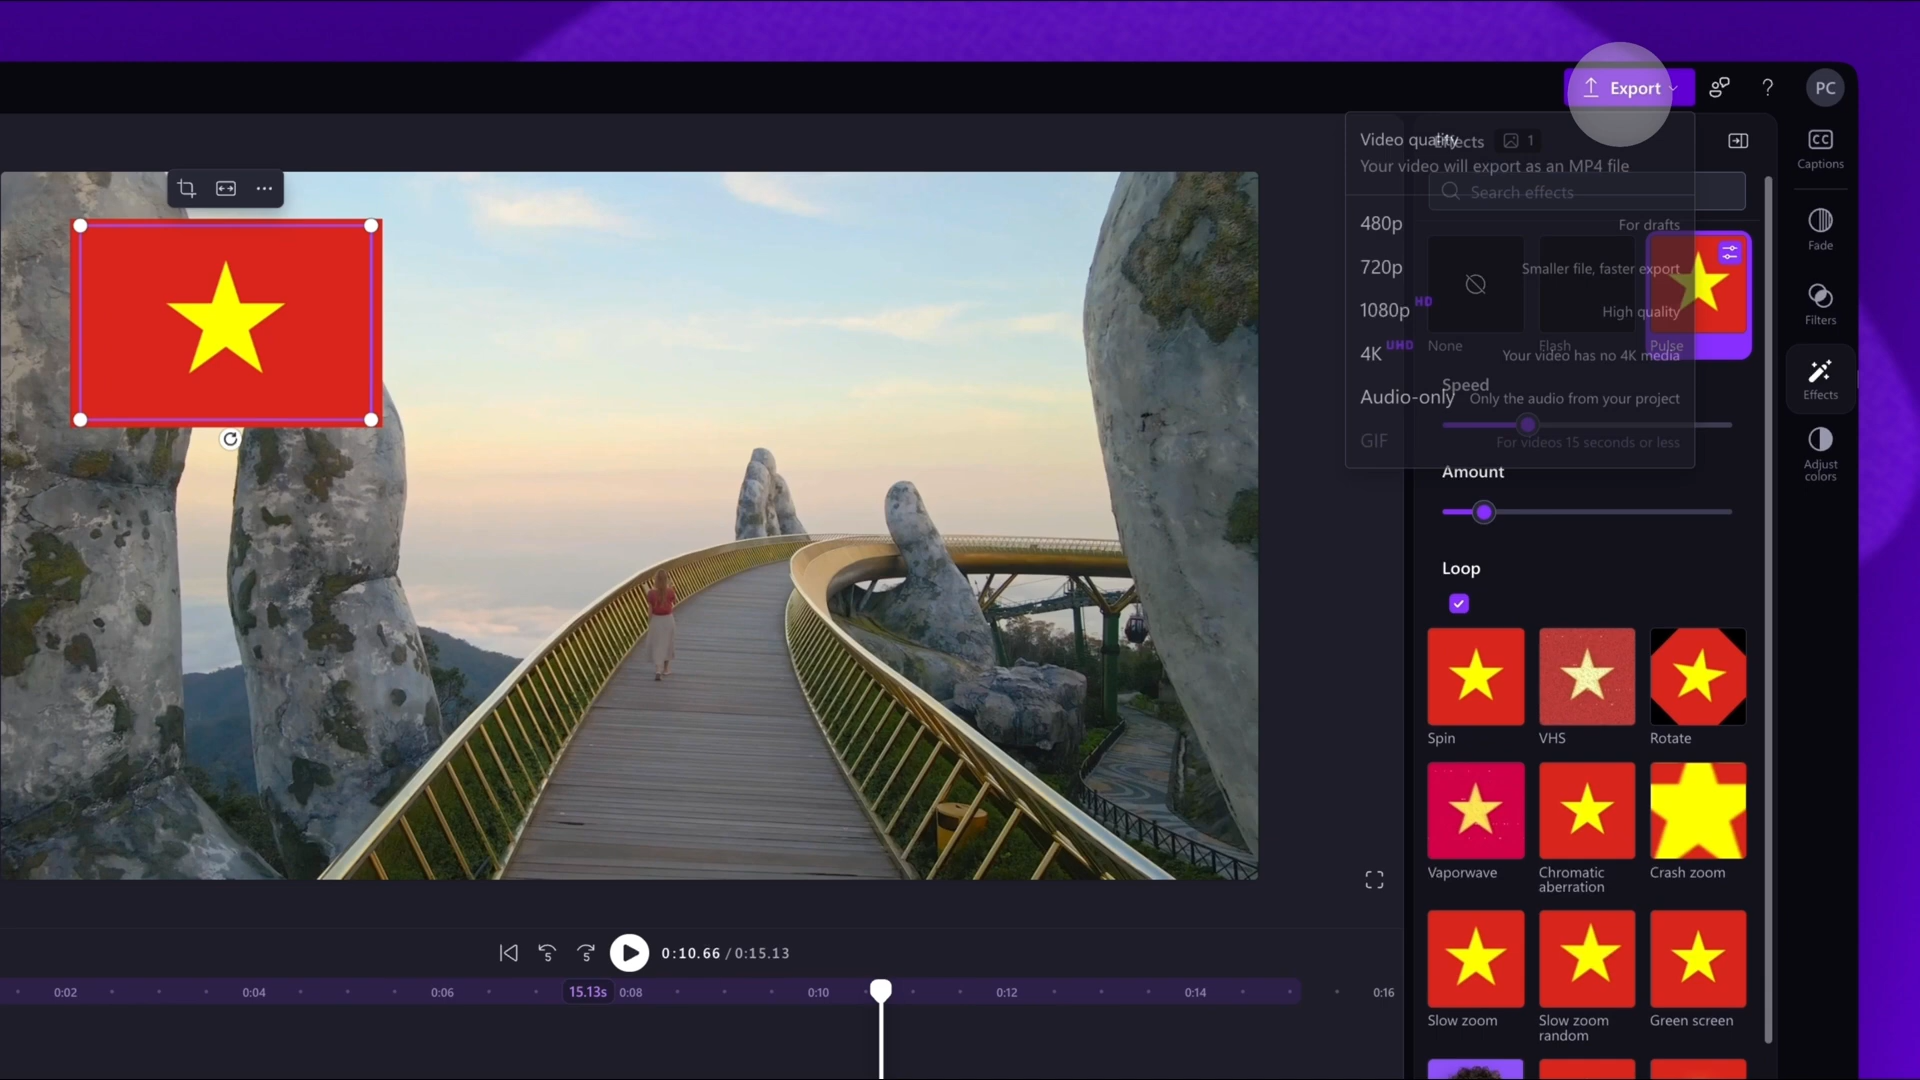 Export
?
PC
Video quality
Your video will export as an MP4 file
480p For drafts
720p Smaller file, faster export
1080p HD High quality
4K UHD Your video has no 4K media
Audio-only Only the audio from your project
GIF For videos 15 seconds or less
Effects 1
Search effects
None Flash Pulse
Speed
Amount
Loop
Spin VHS Rotate
Vaporwave Chromatic aberration Crash zoom
Slow zoom Slow zoom random Green screen
CC
Captions
Fade
Filters
Effects
Adjust
colors
5 5 0:10.66 / 0:15.13
0:02 0:04 0:06 15.13s 0:08 0:10 0:12 0:14 0:16